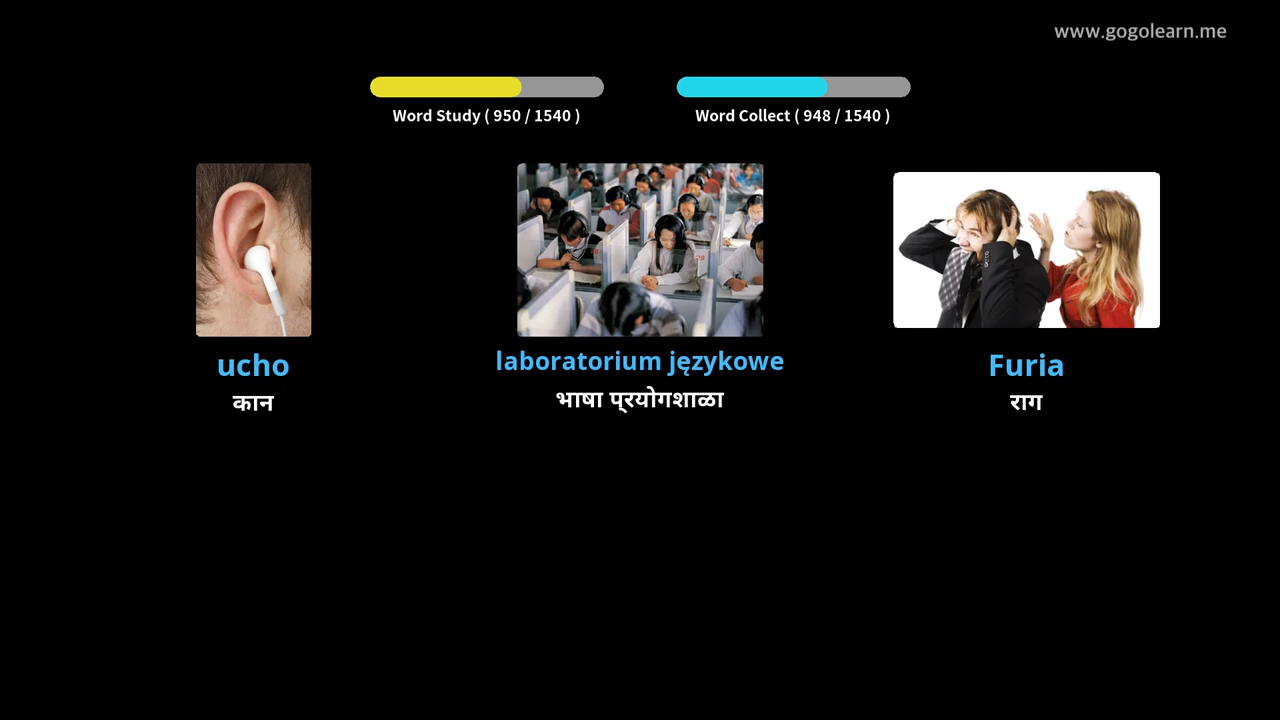 www.gogolearn.me
Word Study ( 950 / 1540 )
Word Collect ( 948 / 1540 )
ucho
कान
laboratorium językowe
भाषा प्रयोगशाळा
Furia
राग